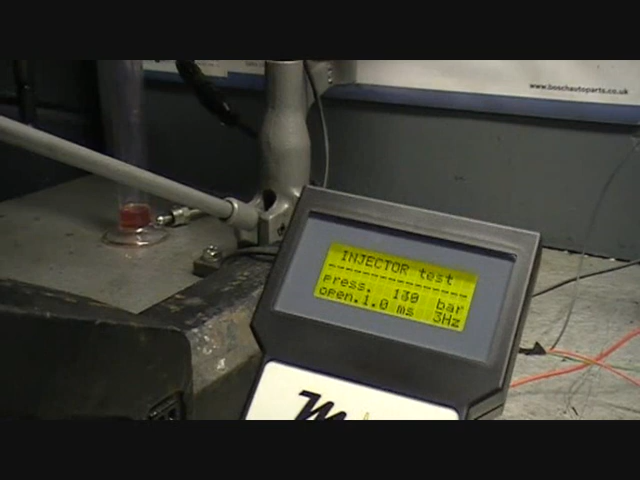 www.boschautoparts.co.uk
INJECTOR test
press. 130 bar
open.1.0 ms 3Hz